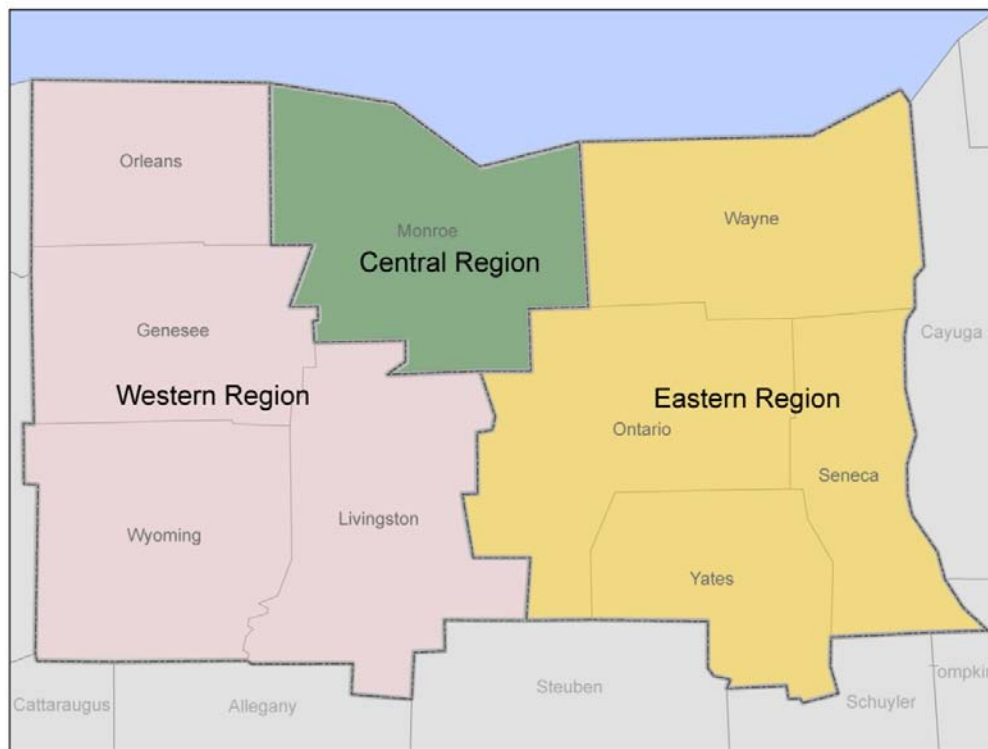 Orleans
Monroe
Wayne
Central Region
Genesee
Cayuga
Western Region
Eastern Region
Ontario
Seneca
Livingston
Wyoming
Yates
Steuben
Tompkin
Cattaraugus
Allegany
Schuyler